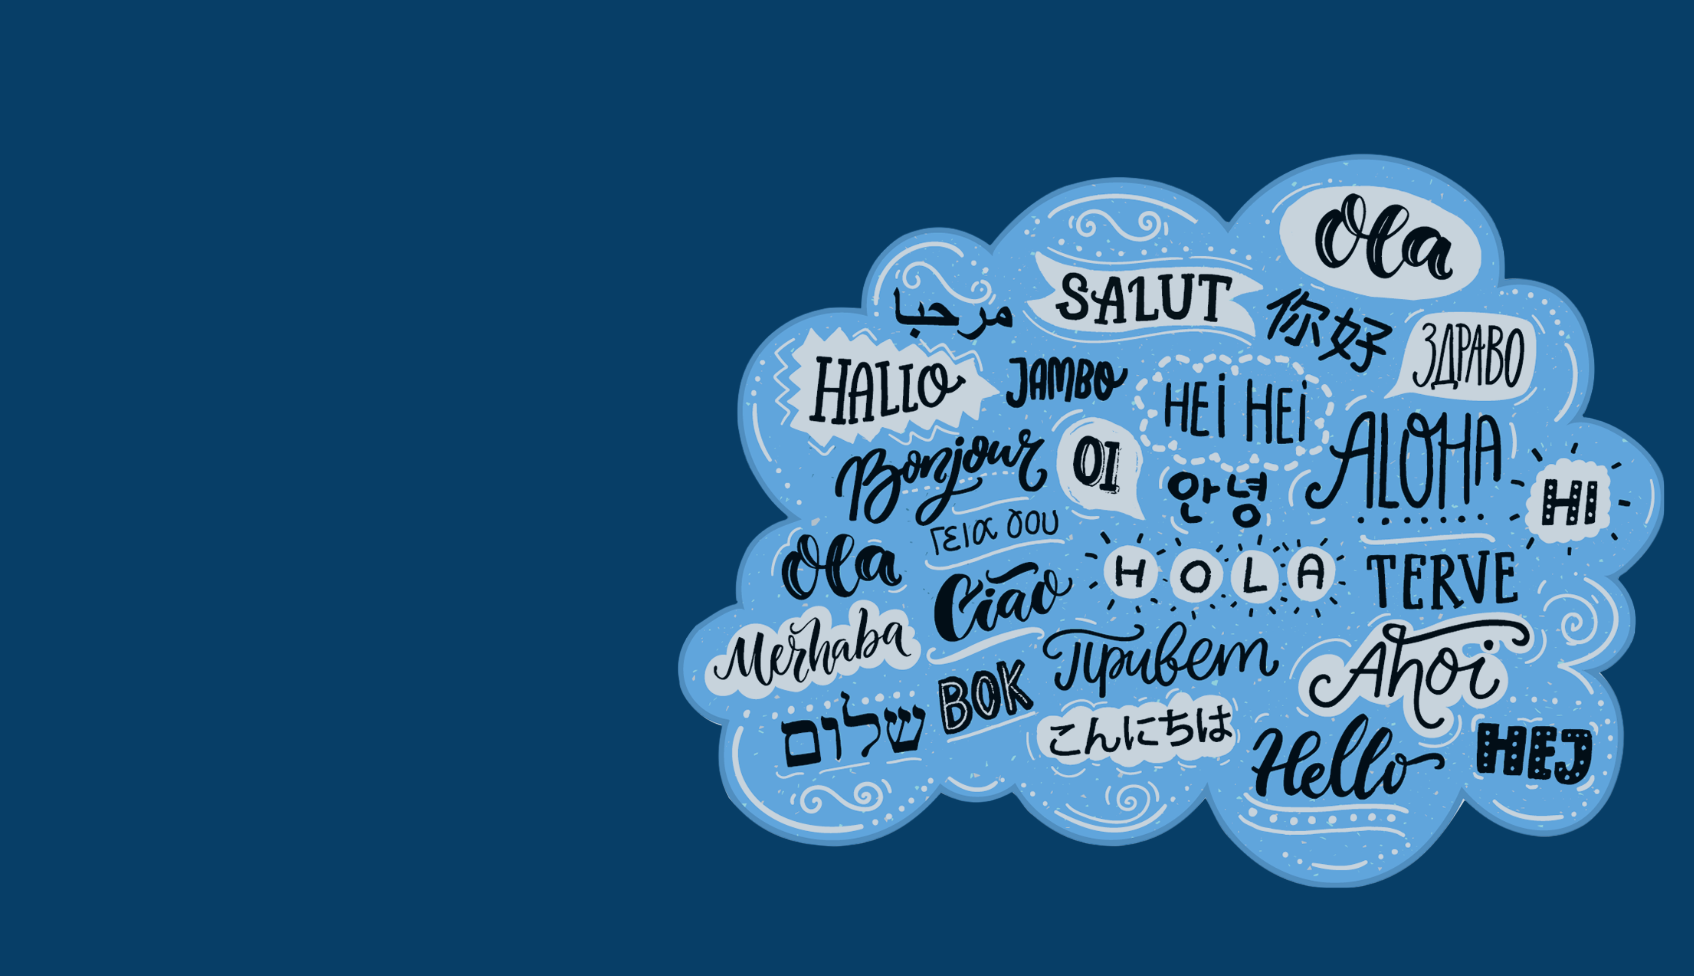 Ola
SALUT
مرحبا
你好
ЗДРАВО
HALLO
JAMBO
HEi HEi
ALOHA
Bonjour
OI
안녕
HI
Γεια σου
Ola
Ciao
HOLA
TERVE
Merhaba
Привет
Ahoi
שלום
BOK
こんにちは
Hello
HEJ